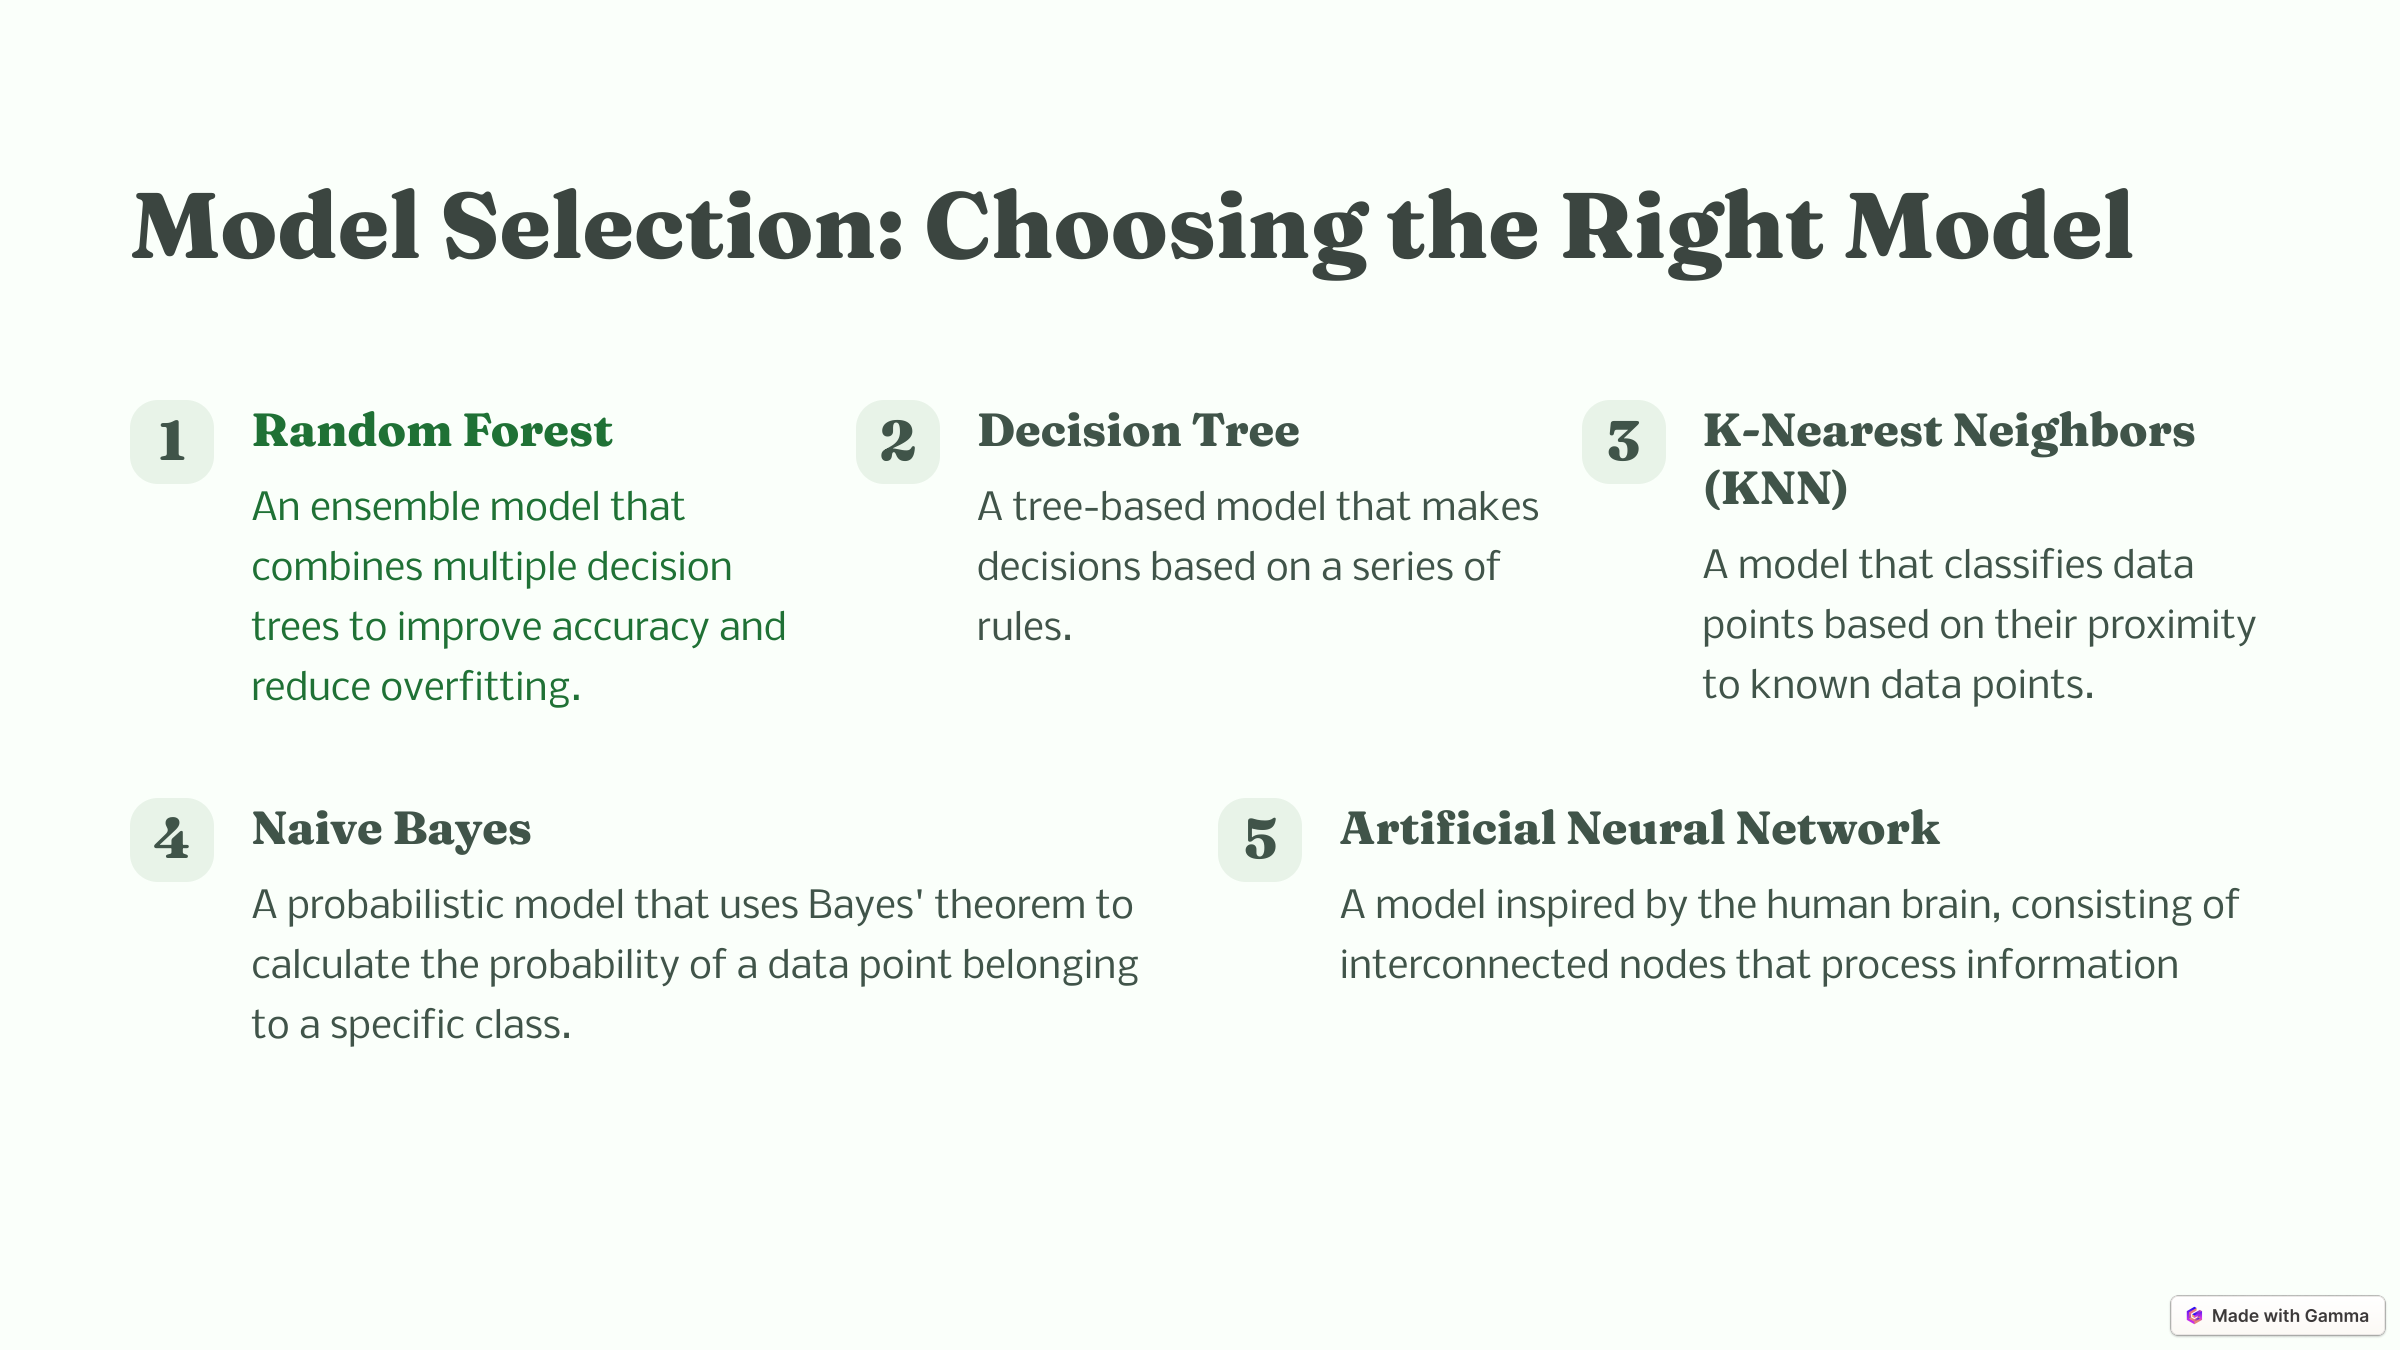 Model Selection: Choosing the Right Model
1
Random Forest
An ensemble model that
combines multiple decision
trees to improve accuracy and
reduce overfitting.
2
Decision Tree
A tree-based model that makes
decisions based on a series of
rules.
3
K-Nearest Neighbors
(KNN)
A model that classifies data
points based on their proximity
to known data points.
4
Naive Bayes
A probabilistic model that uses Bayes' theorem to
calculate the probability of a data point belonging
to a specific class.
5
Artificial Neural Network
A model inspired by the human brain, consisting of
interconnected nodes that process information
Made with Gamma